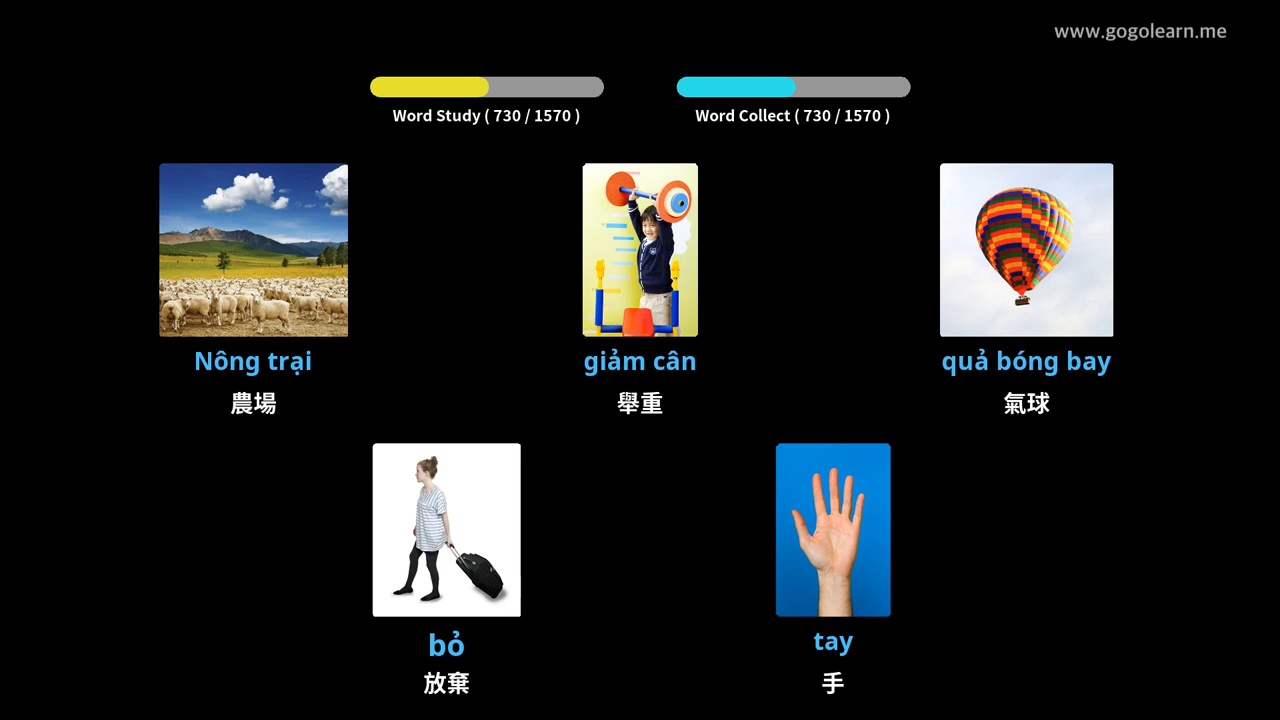 www.gogolearn.me
Word Study ( 730 / 1570 )
Word Collect ( 730 / 1570 )
Nông trại
農場
giảm cân
舉重
quả bóng bay
氣球
bỏ
放棄
tay
手